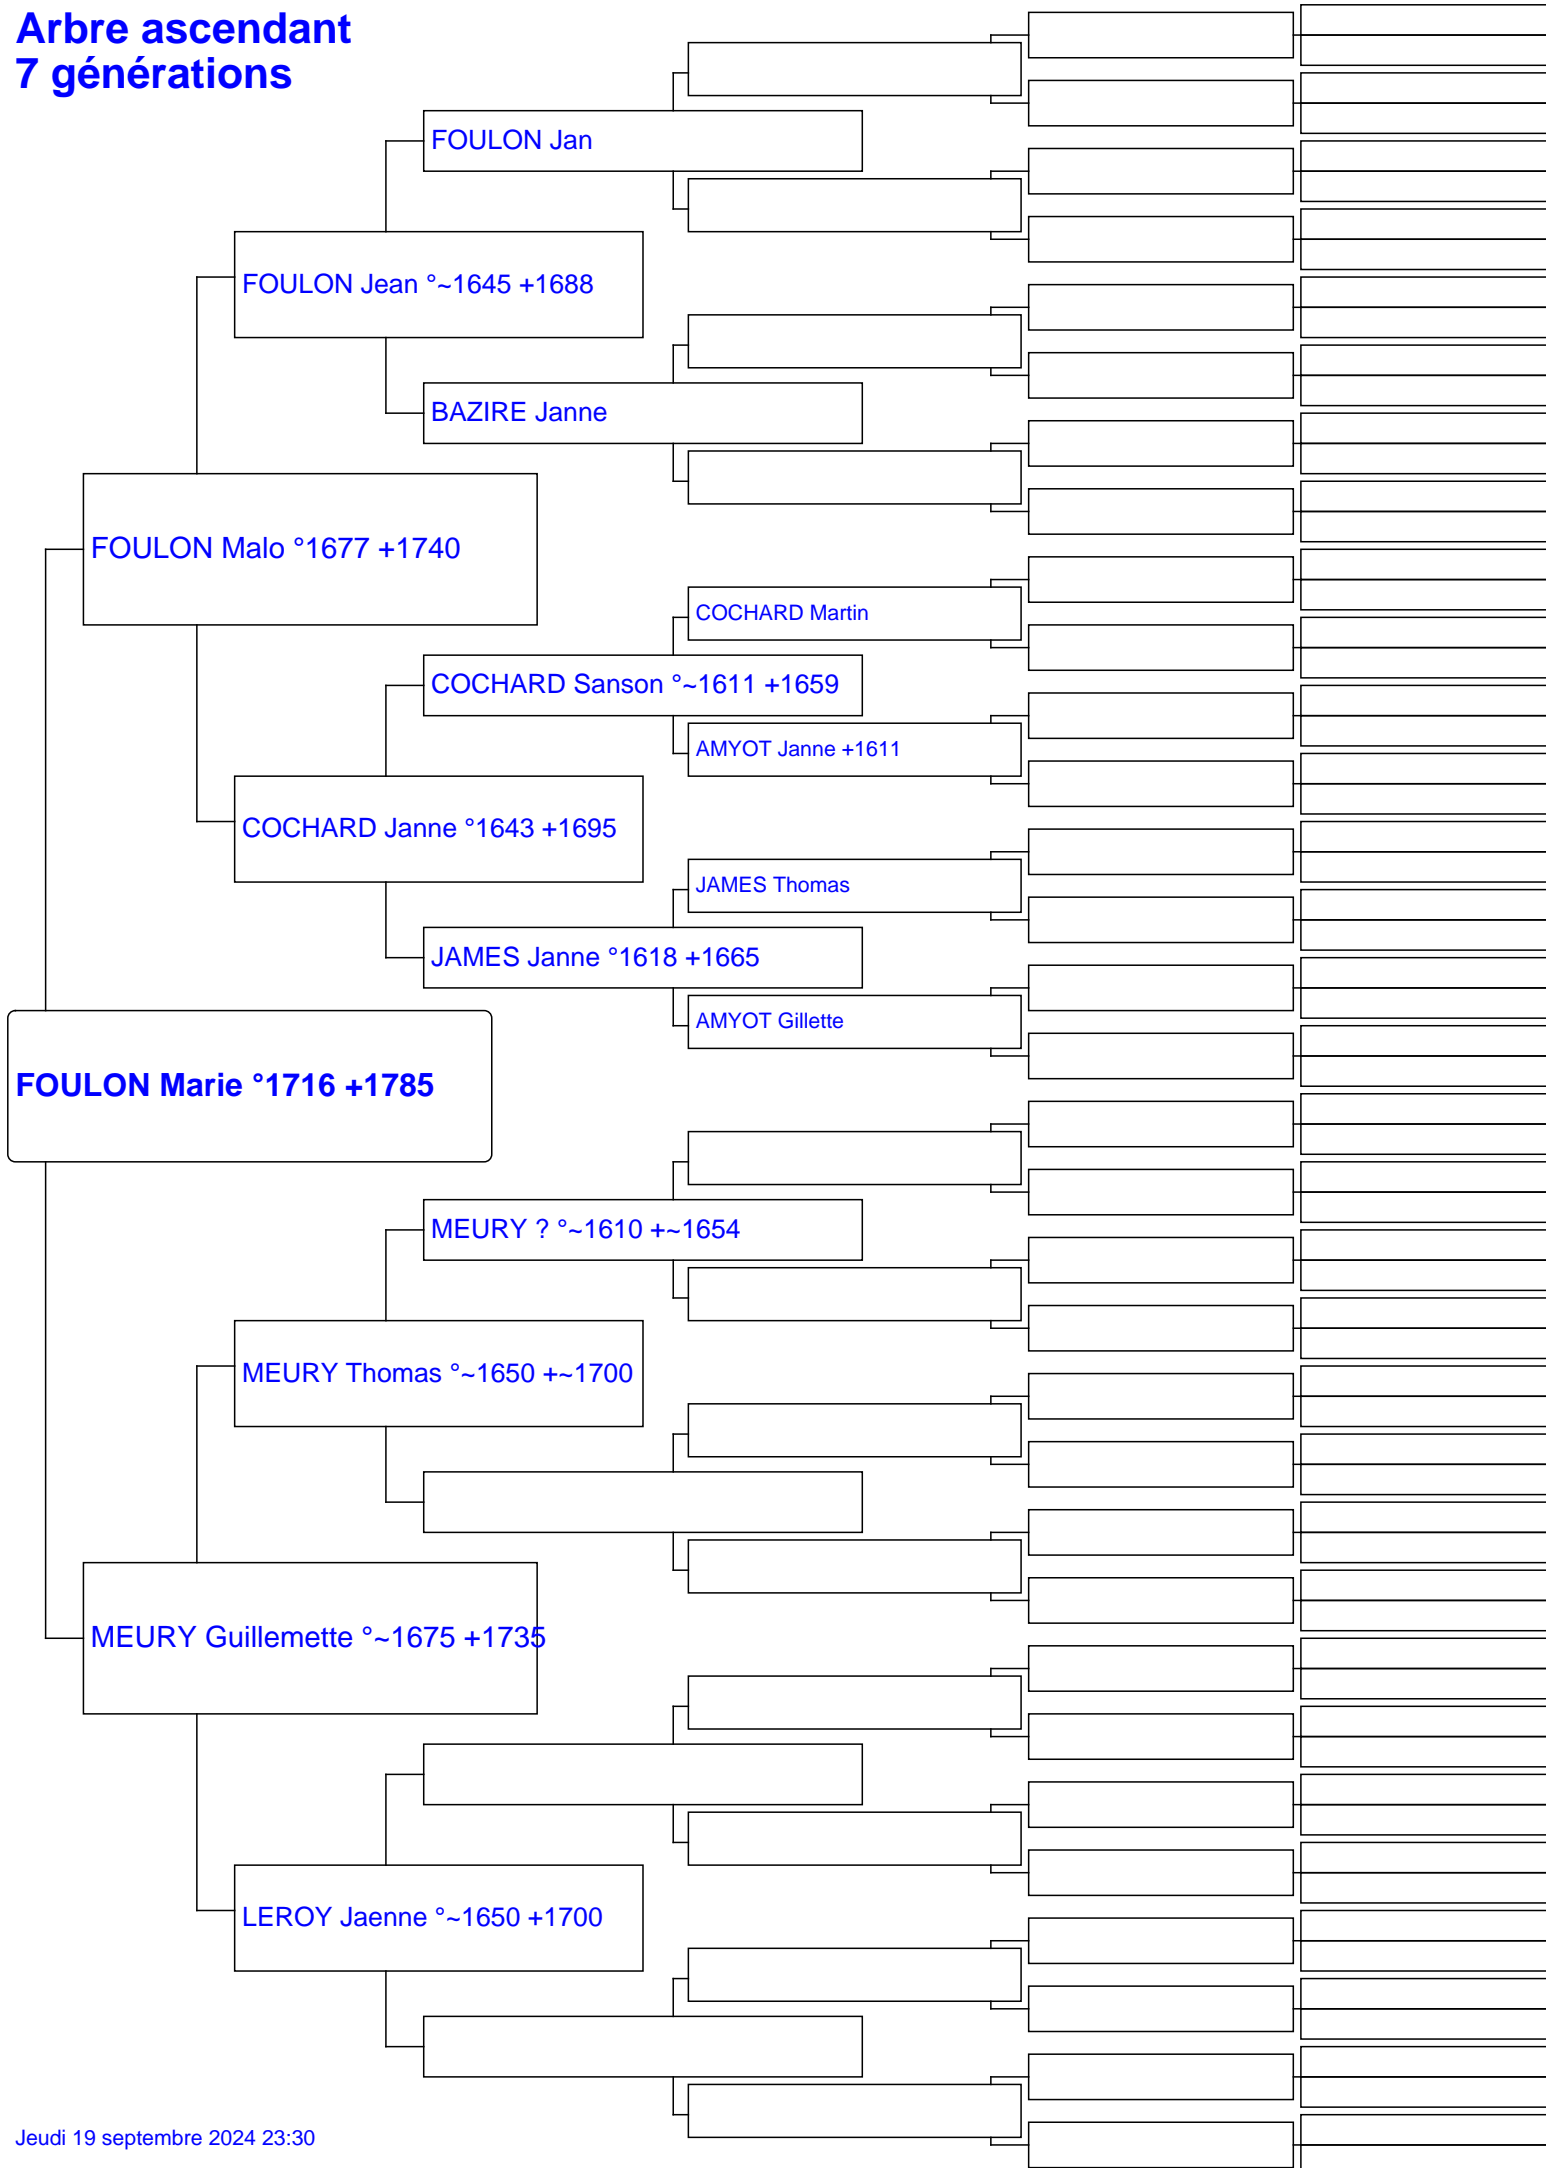 Arbre ascendant
7 générations
FOULON Jan
FOULON Jean °~1645 +1688
BAZIRE Janne
FOULON Malo °1677 +1740
COCHARD Martin
COCHARD Sanson °~1611 +1659
AMYOT Janne +1611
COCHARD Janne °1643 +1695
JAMES Thomas
JAMES Janne °1618 +1665
AMYOT Gillette
FOULON Marie °1716 +1785
MEURY ? °~1610 +~1654
MEURY Thomas °~1650 +~1700
MEURY Guillemette °~1675 +1735
LEROY Jaenne °~1650 +1700
Jeudi 19 septembre 2024 23:30